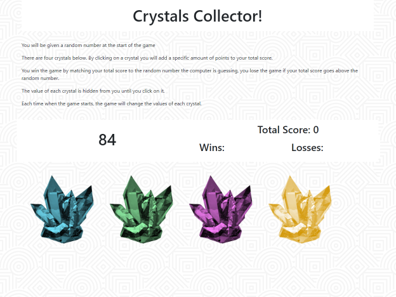 Crystals Collector!
You will be given a random number at the start of the game
There are four crystals below. By clicking on a crystal you will add a specific amount of points to your total score.
You win the game by matching your total score to the random number the computer is guessing, you lose the game if your total score goes above the
random number.
The value of each crystal is hidden from you until you click on it.
Each time when the game starts, the game will change the values of each crystal.
84
Total Score: 0
Wins: Losses: